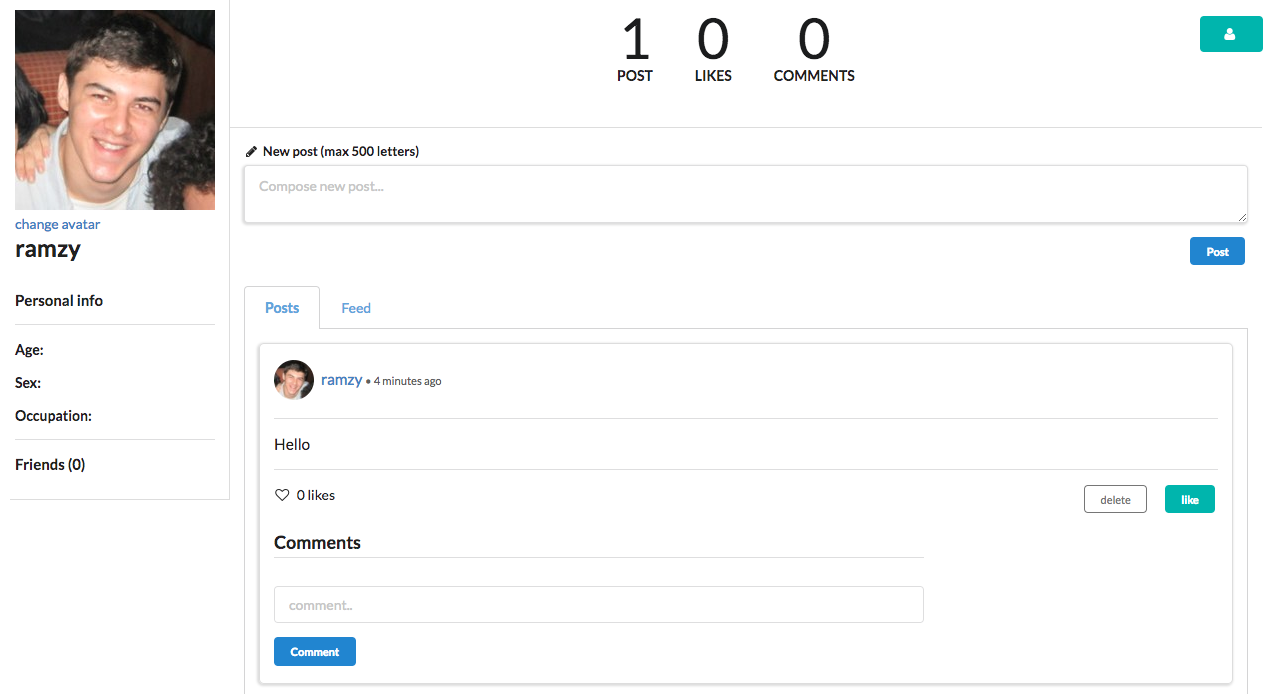 1 0 0
POST LIKES COMMENTS
change avatar
ramzy
Personal info
Age:
Sex:
Occupation:
Friends (0)
New post (max 500 letters)
Compose new post...
Post
Posts Feed
ramzy • 4 minutes ago
Hello
0 likes
delete like
Comments
comment..
Comment